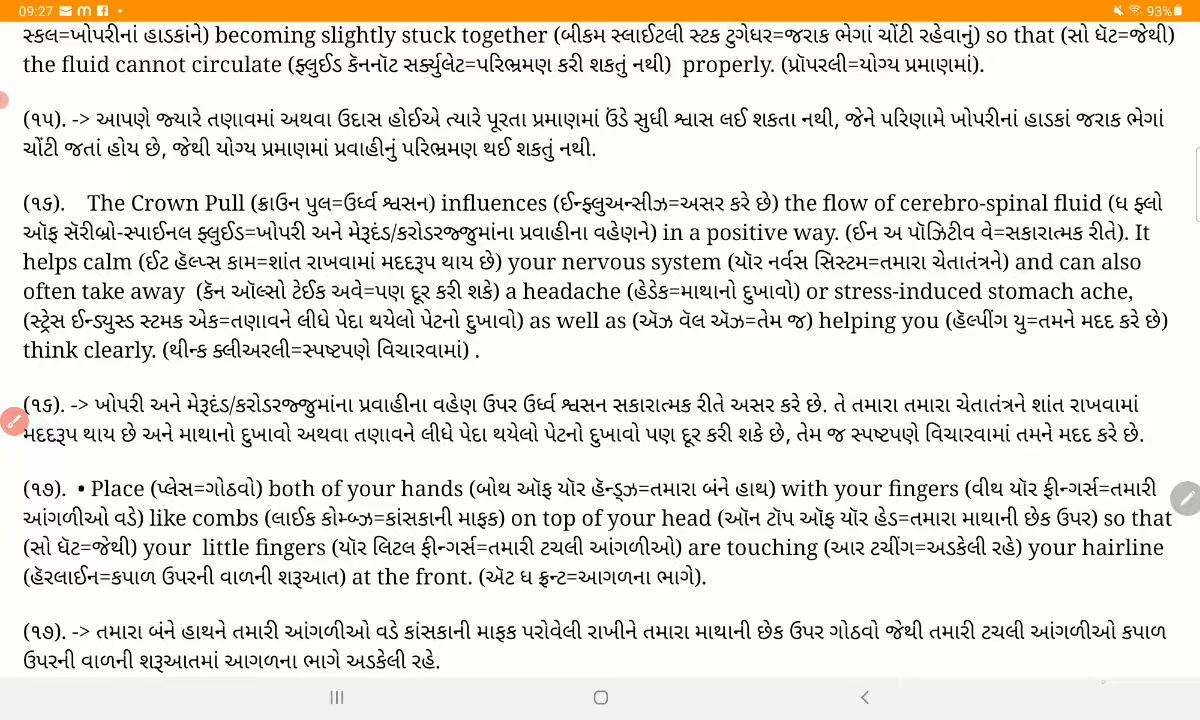 09:27
93%
સ્કલ=ખોપરીનાં હાડકાંને) becoming slightly stuck together (બીકમ સ્લાઈટલી સ્ટક ટુગેધર=જરાક ભેગાં ચોંટી રહેવાનું) so that (સો ધૅટ=જેથી)
the fluid cannot circulate (ફ્લુઈડ કૅનનૉટ સર્ક્યુલેટ=પરિભ્રમણ કરી શકતું નથી) properly. (પ્રૉપરલી=યોગ્ય પ્રમાણમાં).
(૧૫). -> આપણે જ્યારે તણાવમાં અથવા ઉદાસ હોઈએ ત્યારે પૂરતા પ્રમાણમાં ઉંડે સુધી શ્વાસ લઈ શકતા નથી, જેને પરિણામે ખોપરીનાં હાડકાં જરાક ભેગાં
ચોંટી જતાં હોય છે, જેથી યોગ્ય પ્રમાણમાં પ્રવાહીનું પરિભ્રમણ થઈ શકતું નથી.
(૧૬). The Crown Pull (ક્રાઉન પુલ=ઉર્ધ્વ શ્વસન) influences (ઈન્ફ્લુઅન્સીઝ=અસર કરે છે) the flow of cerebro-spinal fluid (ધ ફ્લો
ઑફ સૅરીબ્રો-સ્પાઈનલ ફ્લુઈડ=ખોપરી અને મેરૂદંડ/કરોડરજ્જુમાંના પ્રવાહીના વહેણને) in a positive way. (ઈન અ પૉઝિટીવ વે=સકારાત્મક રીતે). It
helps calm (ઈટ હૅલ્પ્સ કામ=શાંત રાખવામાં મદદરૂપ થાય છે) your nervous system (યૉર નર્વસ સિસ્ટમ=તમારા ચેતાતંત્રને) and can also
often take away (કૅન ઑલ્સો ટેઈક અવે=પણ દૂર કરી શકે) a headache (હેડેક=માથાનો દુખાવો) or stress-induced stomach ache,
(સ્ટ્રેસ ઈન્ડ્યુસ્ડ સ્ટમક એક=તણાવને લીધે પેદા થયેલો પેટનો દુખાવો) as well as (ઍઝ વૅલ ઍઝ=તેમ જ) helping you (હૅલ્પીંગ યુ=તમને મદદ કરે છે)
think clearly. (થીન્ક ક્લીઅરલી=સ્પષ્ટપણે વિચારવામાં) .
(૧૬). -> ખોપરી અને મેરૂદંડ/કરોડરજ્જુમાંના પ્રવાહીના વહેણ ઉપર ઉર્ધ્વ શ્વસન સકારાત્મક રીતે અસર કરે છે. તે તમારા તમારા ચેતાતંત્રને શાંત રાખવામાં
મદદરૂપ થાય છે અને માથાનો દુખાવો અથવા તણાવને લીધે પેદા થયેલો પેટનો દુખાવો પણ દૂર કરી શકે છે, તેમ જ સ્પષ્ટપણે વિચારવામાં તમને મદદ કરે છે.
(૧૭). • Place (પ્લેસ=ગોઠવો) both of your hands (બોથ ઑફ યૉર હૅન્ડ્ઝ=તમારા બંને હાથ) with your fingers (વીથ યૉર ફીન્ગર્સ=તમારી
આંગળીઓ વડે) like combs (લાઈક કોમ્બ્ઝ=કાંસકાની માફક) on top of your head (ઑન ટૉપ ઑફ યૉર હેડ=તમારા માથાની છેક ઉપર) so that
(સો ધૅટ=જેથી) your little fingers (યૉર લિટલ ફીન્ગર્સ=તમારી ટચલી આંગળીઓ) are touching (આર ટચીંગ=અડકેલી રહે) your hairline
(હૅરલાઈન=કપાળ ઉપરની વાળની શરૂઆત) at the front. (ઍટ ધ ફ્રન્ટ=આગળના ભાગે).
(૧૭). -> તમારા બંને હાથને તમારી આંગળીઓ વડે કાંસકાની માફક પરોવેલી રાખીને તમારા માથાની છેક ઉપર ગોઠવો જેથી તમારી ટચલી આંગળીઓ કપાળ
ઉપરની વાળની શરૂઆતમાં આગળના ભાગે અડકેલી રહે.